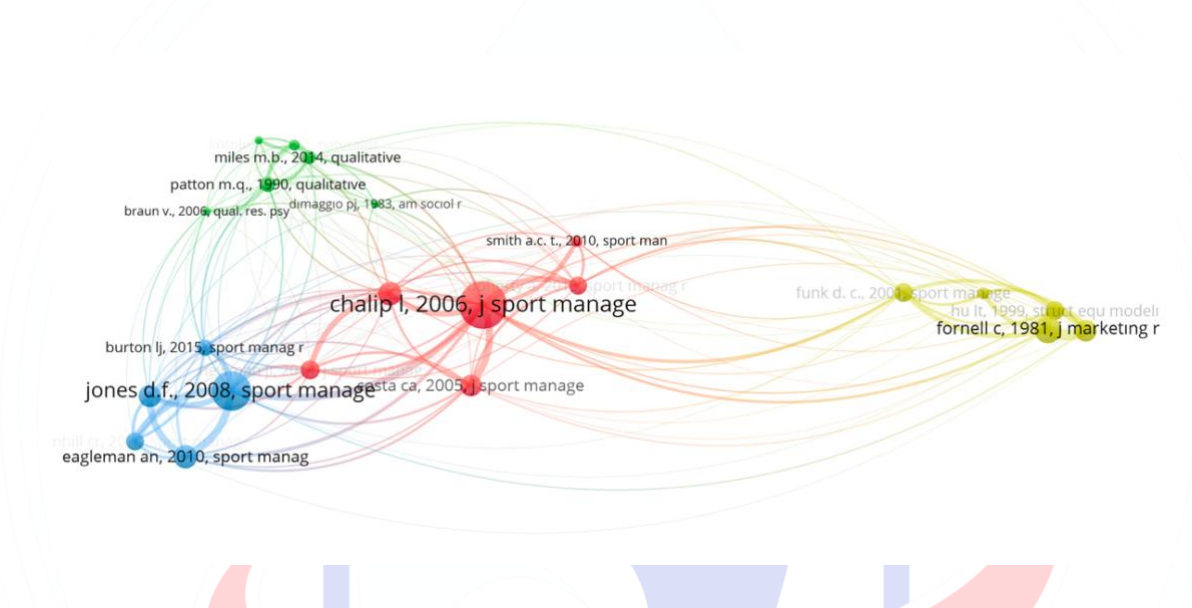 miles m.b., 2014, qualitative
patton m.q., 1990, qualitative
dimaggio pj, 1983, am sociol r
braun v., 2006, qual. res. psy
smith a.c. t., 2010, sport man
sport manag r
funk d. c., 2001, sport manage
chalip l, 2006, j sport manage
hu lt, 1999, struct equ modeli
fornell c, 1981, j marketing r
burton lj, 2015, sport manag r
costa ca, 2005, j sport manage
jones d.f., 2008, sport manage
eagleman an, 2010, sport manag